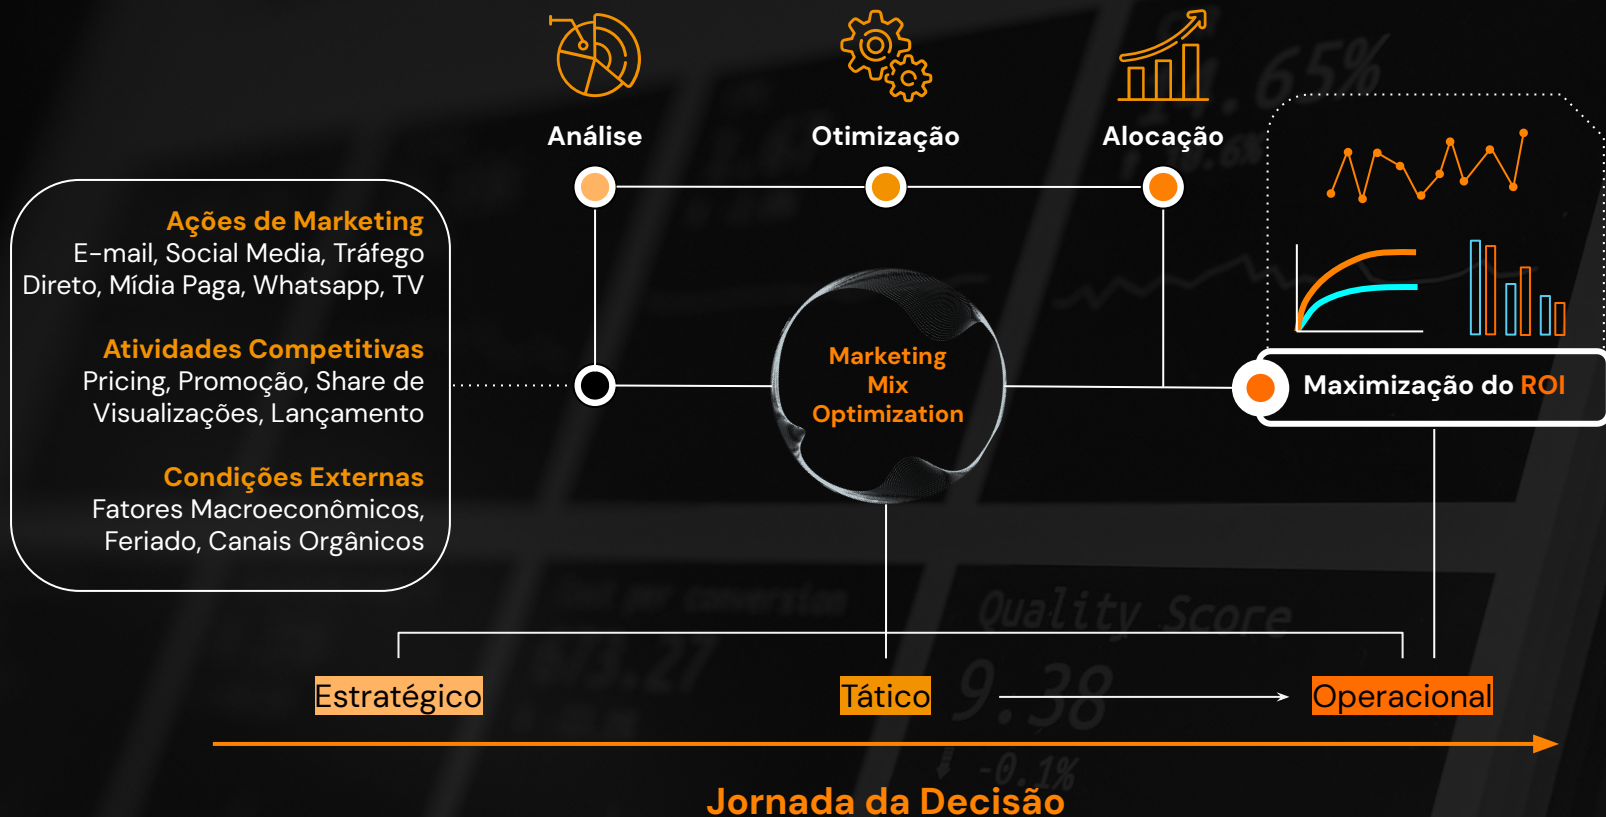 Análise
Otimização
Alocação
Ações de Marketing
E-mail, Social Media, Tráfego
Direto, Mídia Paga, Whatsapp, TV
Atividades Competitivas
Pricing, Promoção, Share de
Visualizações, Lançamento
Condições Externas
Fatores Macroeconômicos,
Feriado, Canais Orgânicos
Marketing
Mix
Optimization
Maximização do ROI
Quality Score
9.38
-0.1%
Estratégico
Tático
Operacional
Jornada da Decisão